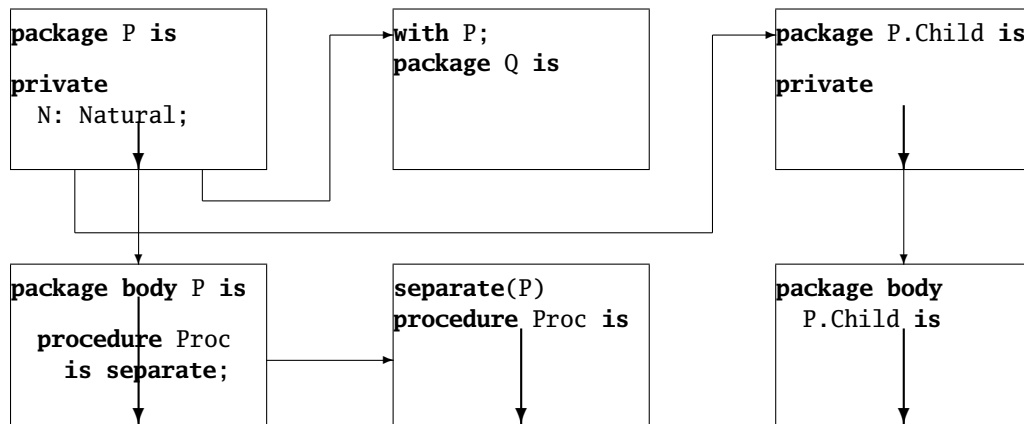 package P is
private
N: Natural;
with P;
package Q is
package P.Child is
private
package body P is
procedure Proc
is separate;
separate(P)
procedure Proc is
package body
P.Child is